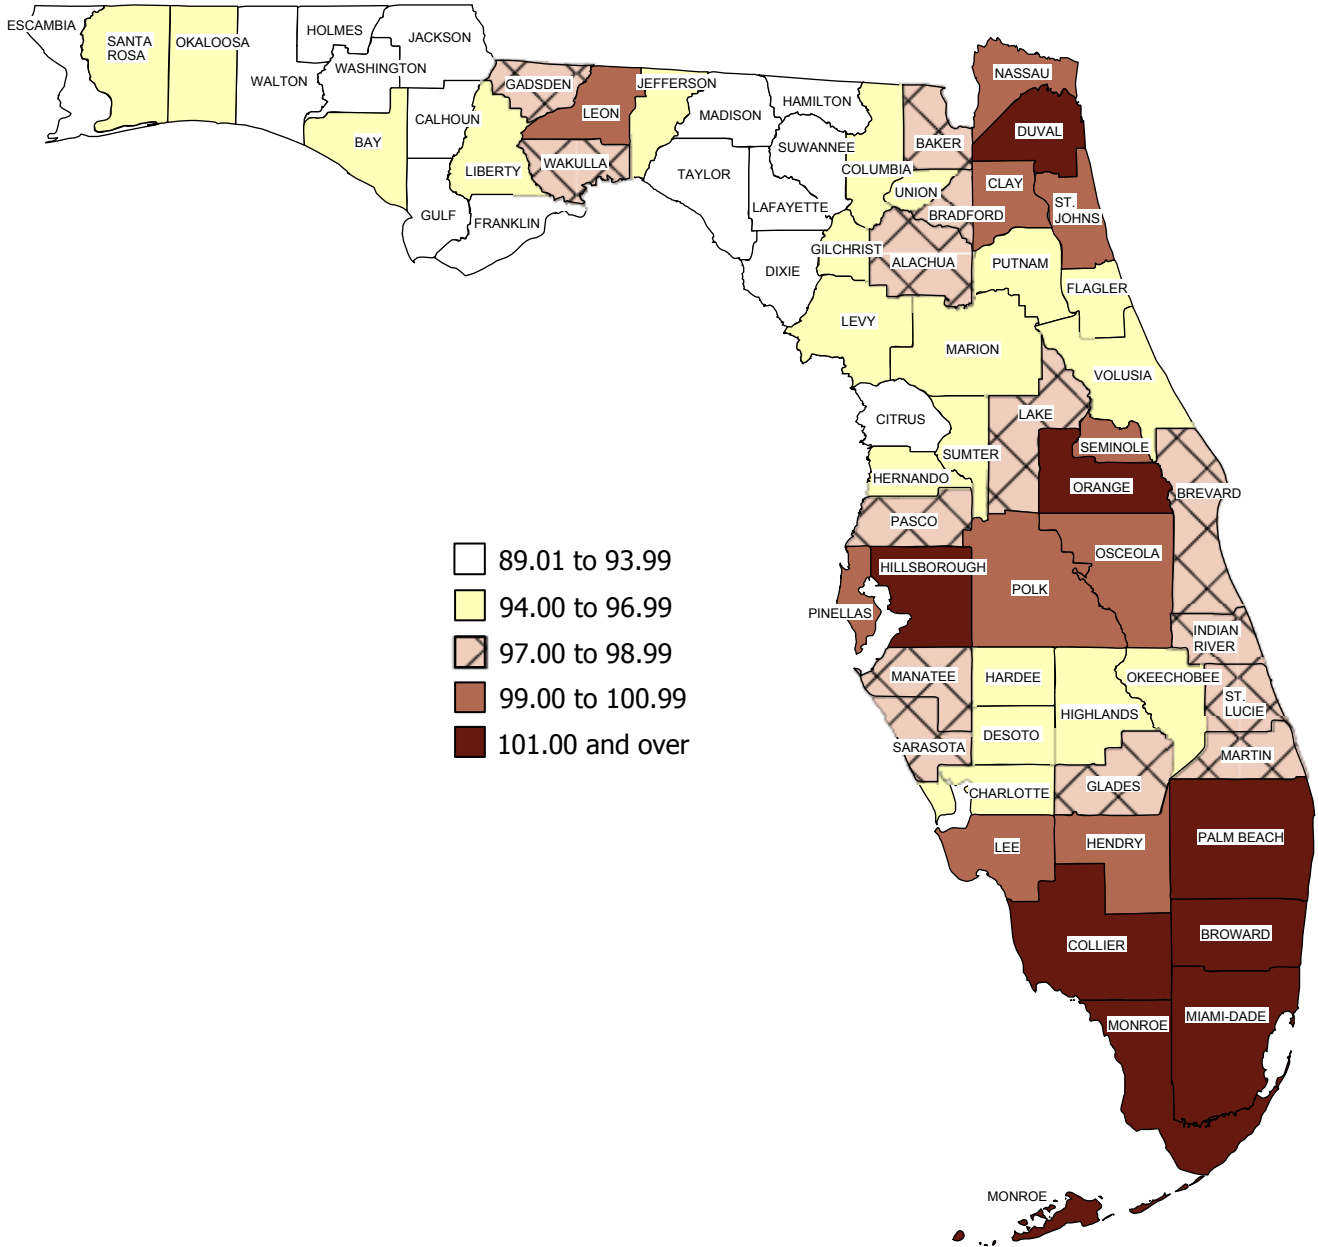 ESCAMBIA
SANTA
ROSA
OKALOOSA
WALTON
HOLMES
WASHINGTON
JACKSON
BAY
CALHOUN
GULF
LIBERTY
FRANKLIN
GADSDEN
LEON
WAKULLA
JEFFERSON
MADISON
TAYLOR
HAMILTON
SUWANNEE
LAFAYETTE
DIXIE
COLUMBIA
GILCHRIST
BAKER
UNION
BRADFORD
ALACHUA
NASSAU
DUVAL
CLAY
ST.
JOHNS
PUTNAM
FLAGLER
LEVY
MARION
VOLUSIA
CITRUS
SUMTER
LAKE
HERNANDO
SEMINOLE
ORANGE
BREVARD
PASCO
HILLSBOROUGH
PINELLAS
POLK
OSCEOLA
INDIAN
RIVER
MANATEE
HARDEE
HIGHLANDS
OKEECHOBEE
ST.
LUCIE
SARASOTA
DESOTO
MARTIN
CHARLOTTE
GLADES
LEE
HENDRY
PALM BEACH
COLLIER
BROWARD
MONROE
MIAMI-DADE
MONROE
89.01 to 93.99
94.00 to 96.99
97.00 to 98.99
99.00 to 100.99
101.00 and over